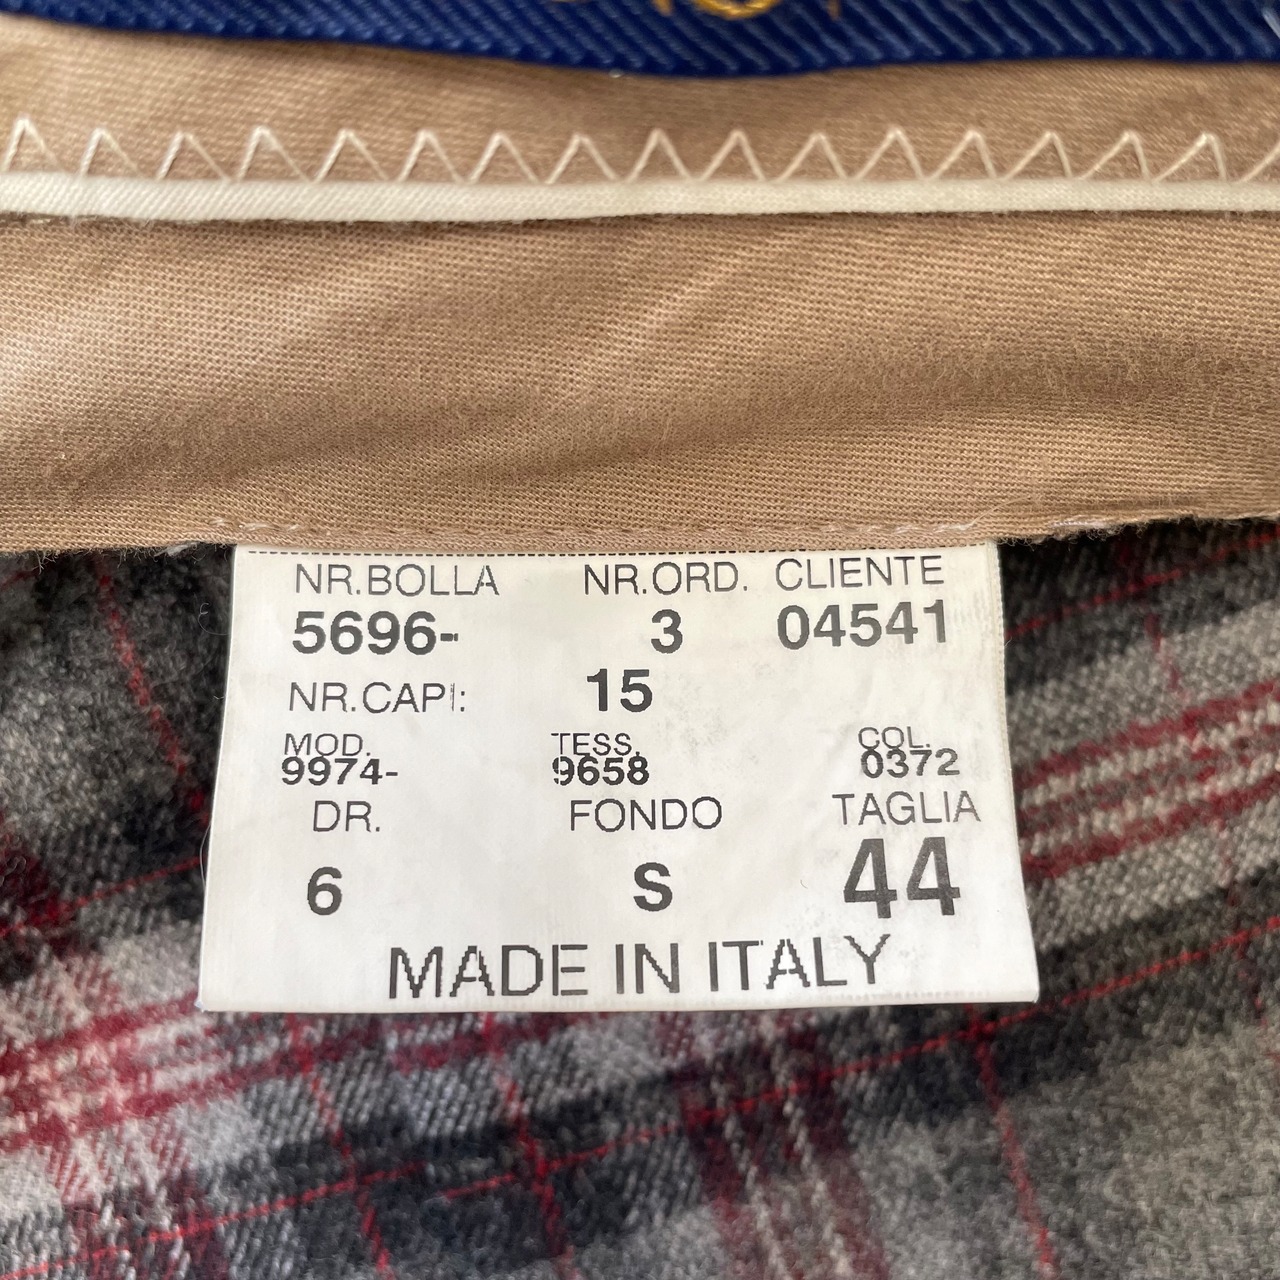 NR.BOLLA NR.ORD. CLIENTE
5696- 3 04541
NR.CAPI: 15
MOD. TESS. COL.
9974- 9658 0372
DR. FONDO TAGLIA
6 S 44
MADE IN ITALY